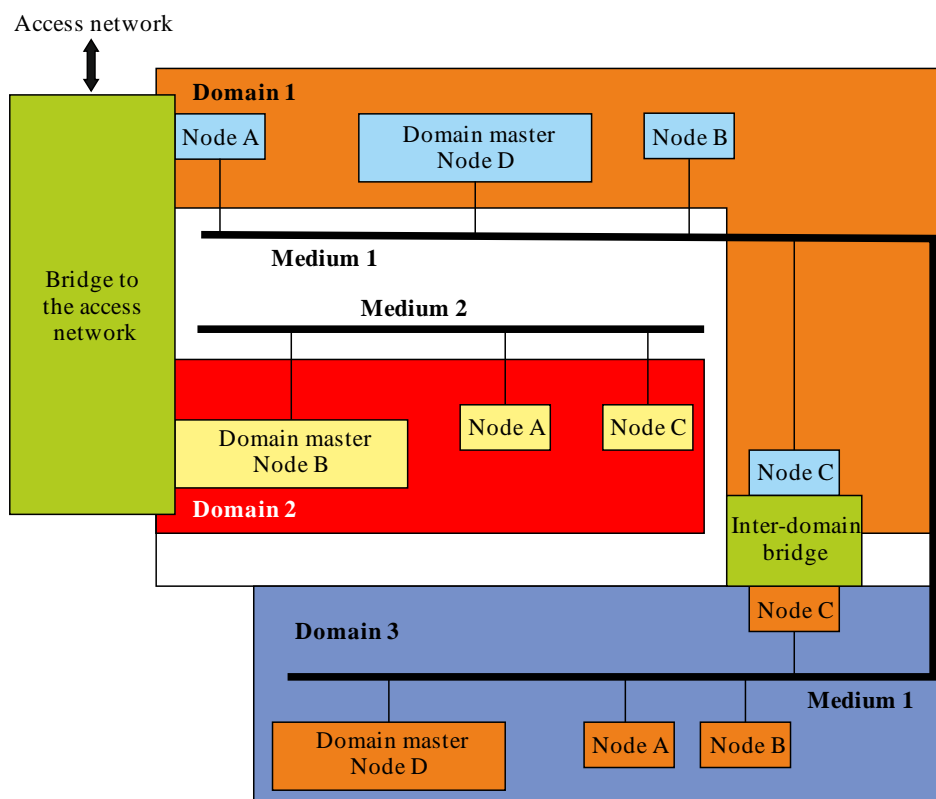 Access network
Domain 1
Node A
Domain master
Node D
Node B
Medium 1
Bridge to
the access
network
Medium 2
Domain master
Node B
Node A
Node C
Domain 2
Node C
Inter-domain
bridge
Node C
Domain 3
Medium 1
Domain master
Node D
Node A
Node B